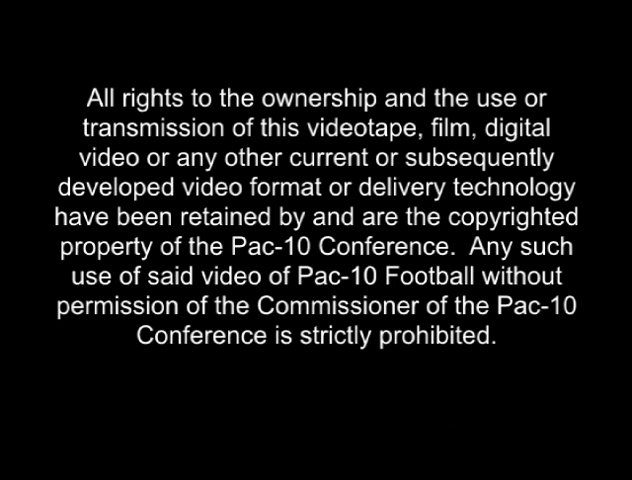 All rights to the ownership and the use or
transmission of this videotape, film, digital
video or any other current or subsequently
developed video format or delivery technology
have been retained by and are the copyrighted
property of the Pac-10 Conference.  Any such
use of said video of Pac-10 Football without
permission of the Commissioner of the Pac-10
Conference is strictly prohibited.